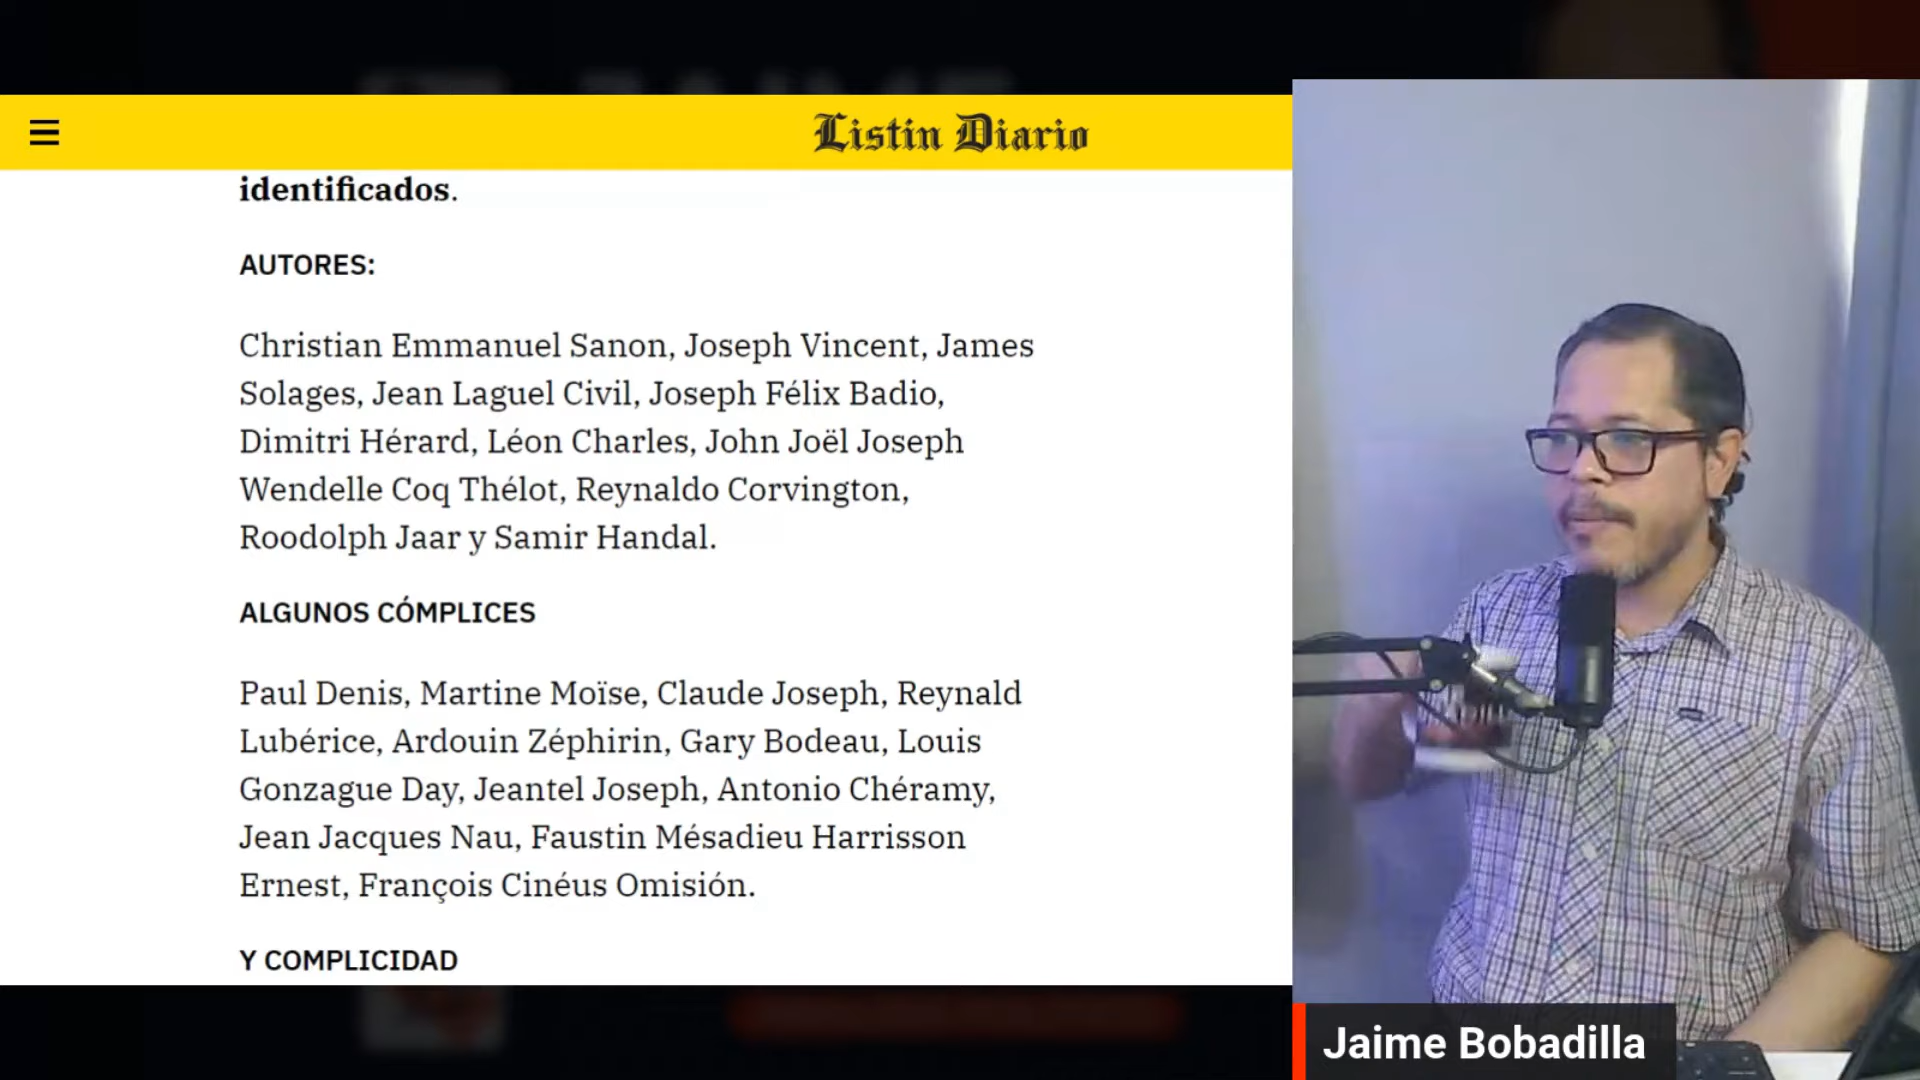 Listin Diario
identificados.
AUTORES:
Christian Emmanuel Sanon, Joseph Vincent, James
Solages, Jean Laguel Civil, Joseph Félix Badio,
Dimitri Hérard, Léon Charles, John Joël Joseph
Wendelle Coq Thélot, Reynaldo Corvington,
Roodolph Jaar y Samir Handal.
ALGUNOS CÓMPLICES
Paul Denis, Martine Moïse, Claude Joseph, Reynald
Lubérice, Ardouin Zéphirin, Gary Bodeau, Louis
Gonzague Day, Jeantel Joseph, Antonio Chéramy,
Jean Jacques Nau, Faustin Mésadieu Harrisson
Ernest, François Cinéus Omisión.
Y COMPLICIDAD
Jaime Bobadilla